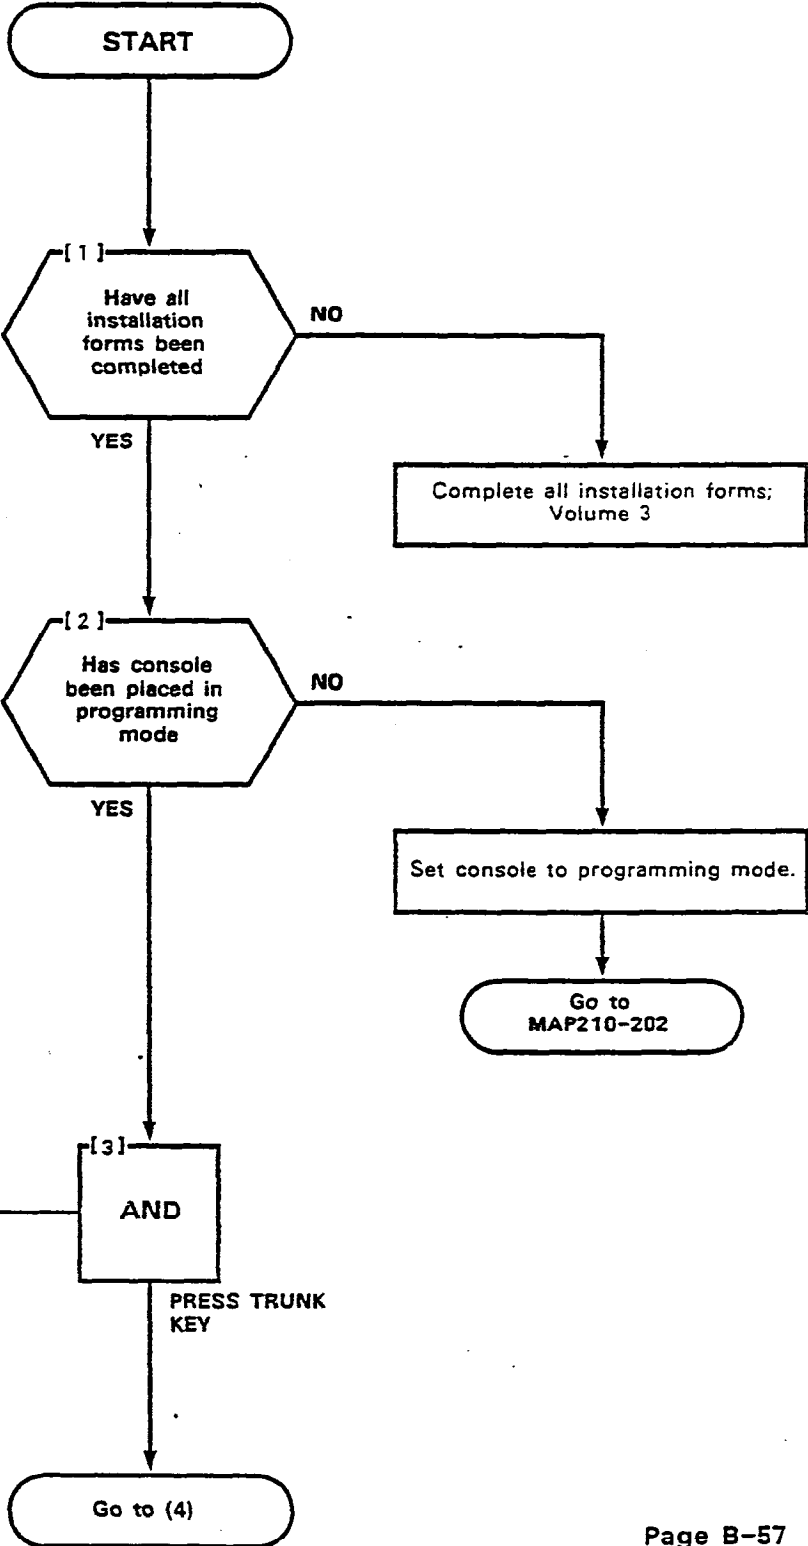 START
[1]
Have all
installation
forms been
completed
NO
YES
Complete all installation forms;
Volume 3
[2]
Has console
been placed in
programming
mode
NO
YES
Set console to programming mode.
Go to
MAP210-202
[3]
AND
PRESS TRUNK
KEY
Go to (4)
Page B-57